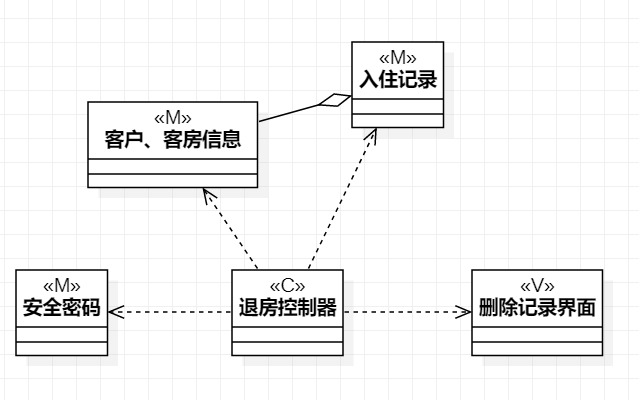 «M»
入住记录
«M»
客户、客房信息
«M»
安全密码
«C»
退房控制器
«V»
删除记录界面